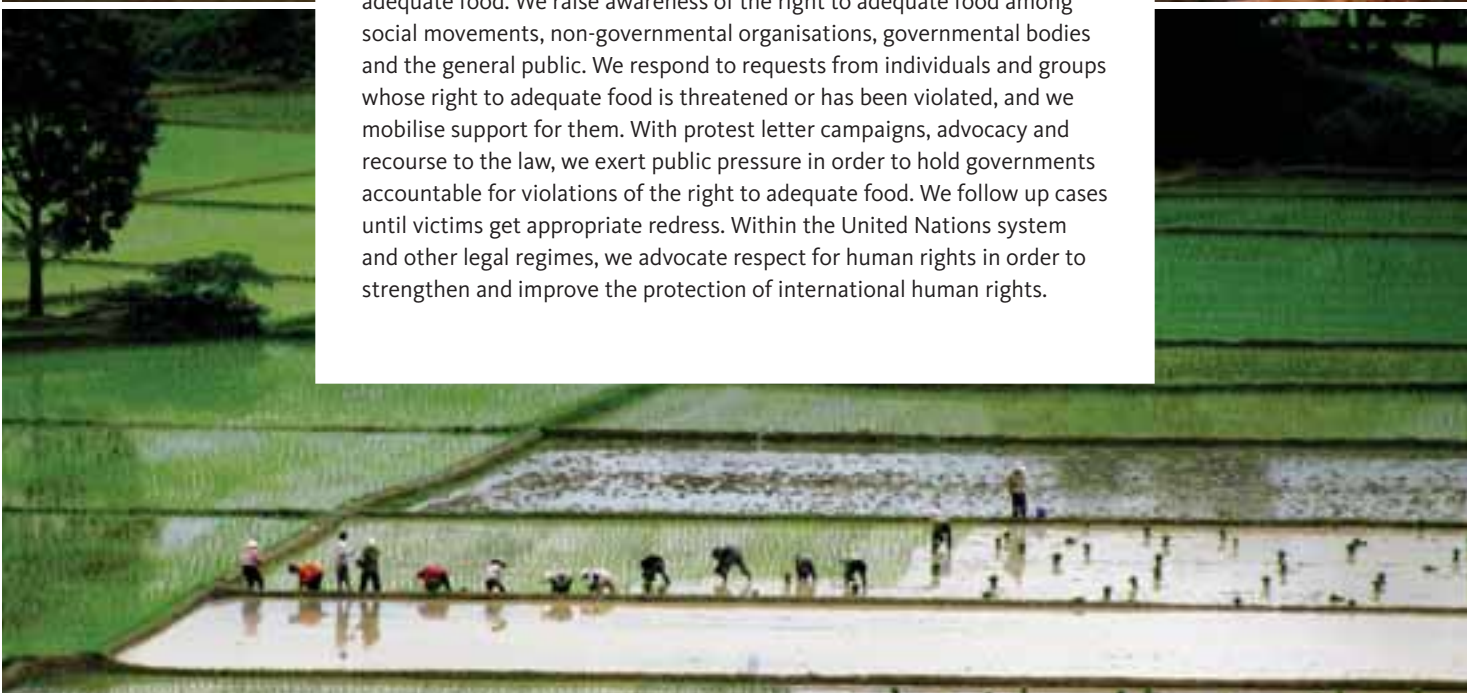 adequate food. We raise awareness of the right to adequate food among
social movements, non-governmental organisations, governmental bodies
and the general public. We respond to requests from individuals and groups
whose right to adequate food is threatened or has been violated, and we
mobilise support for them. With protest letter campaigns, advocacy and
recourse to the law, we exert public pressure in order to hold governments
accountable for violations of the right to adequate food. We follow up cases
until victims get appropriate redress. Within the United Nations system
and other legal regimes, we advocate respect for human rights in order to
strengthen and improve the protection of international human rights.